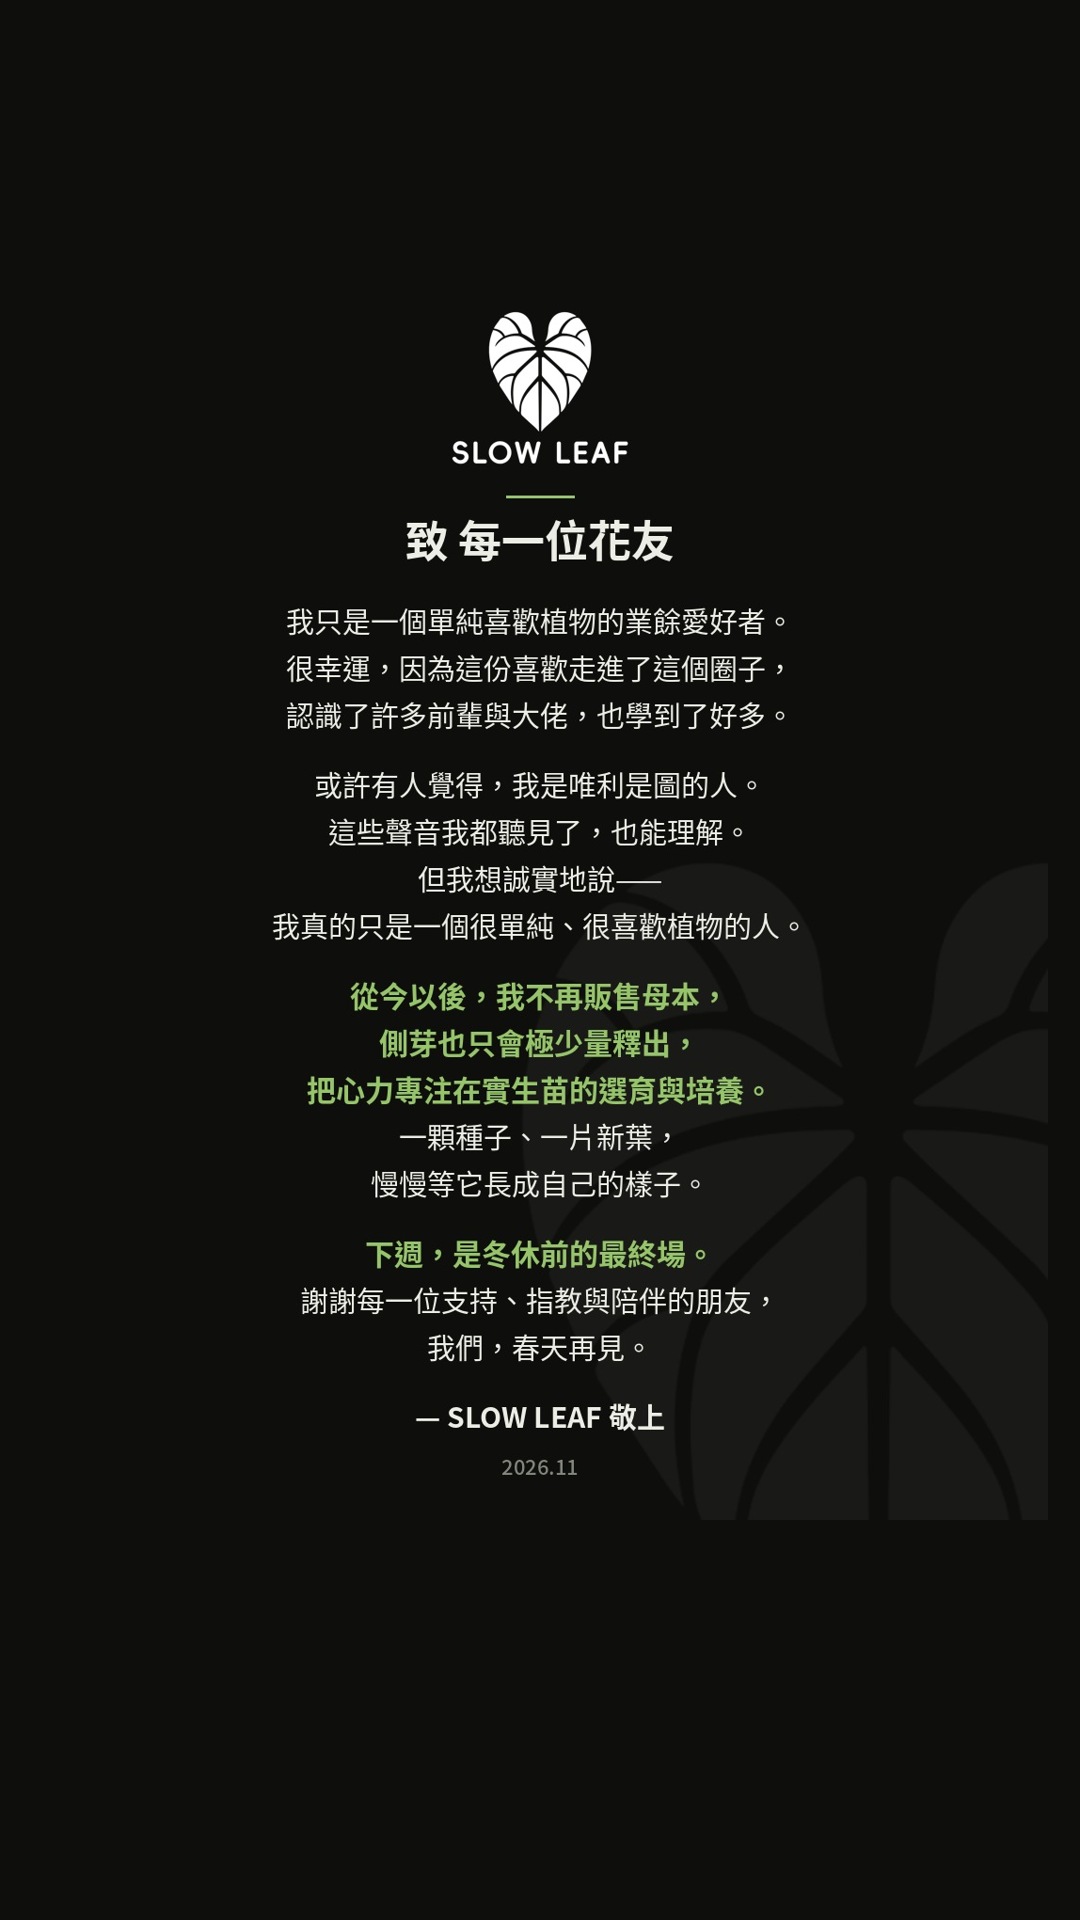 SLOW LEAF
致 每一位花友
我只是一個單純喜歡植物的業餘愛好者。
很幸運，因為這份喜歡走進了這個圈子，
認識了許多前輩與大佬，也學到了好多。
或許有人覺得，我是唯利是圖的人。
這些聲音我都聽見了，也能理解。
但我想誠實地說——
我真的只是一個很單純、很喜歡植物的人。
從今以後，我不再販售母本，
側芽也只會極少量釋出，
把心力專注在實生苗的選育與培養。
一顆種子、一片新葉，
慢慢等它長成自己的樣子。
下週，是冬休前的最終場。
謝謝每一位支持、指教與陪伴的朋友，
我們，春天再見。
— SLOW LEAF 敬上
2026.11